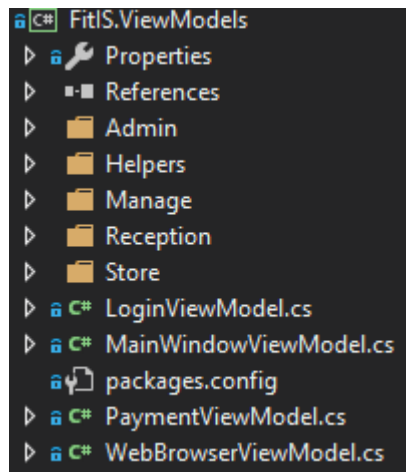 C# FitIS.ViewModels
Properties
References
Admin
Helpers
Manage
Reception
Store
C# LoginViewModel.cs
C# MainWindowViewModel.cs
packages.config
C# PaymentViewModel.cs
C# WebBrowserViewModel.cs